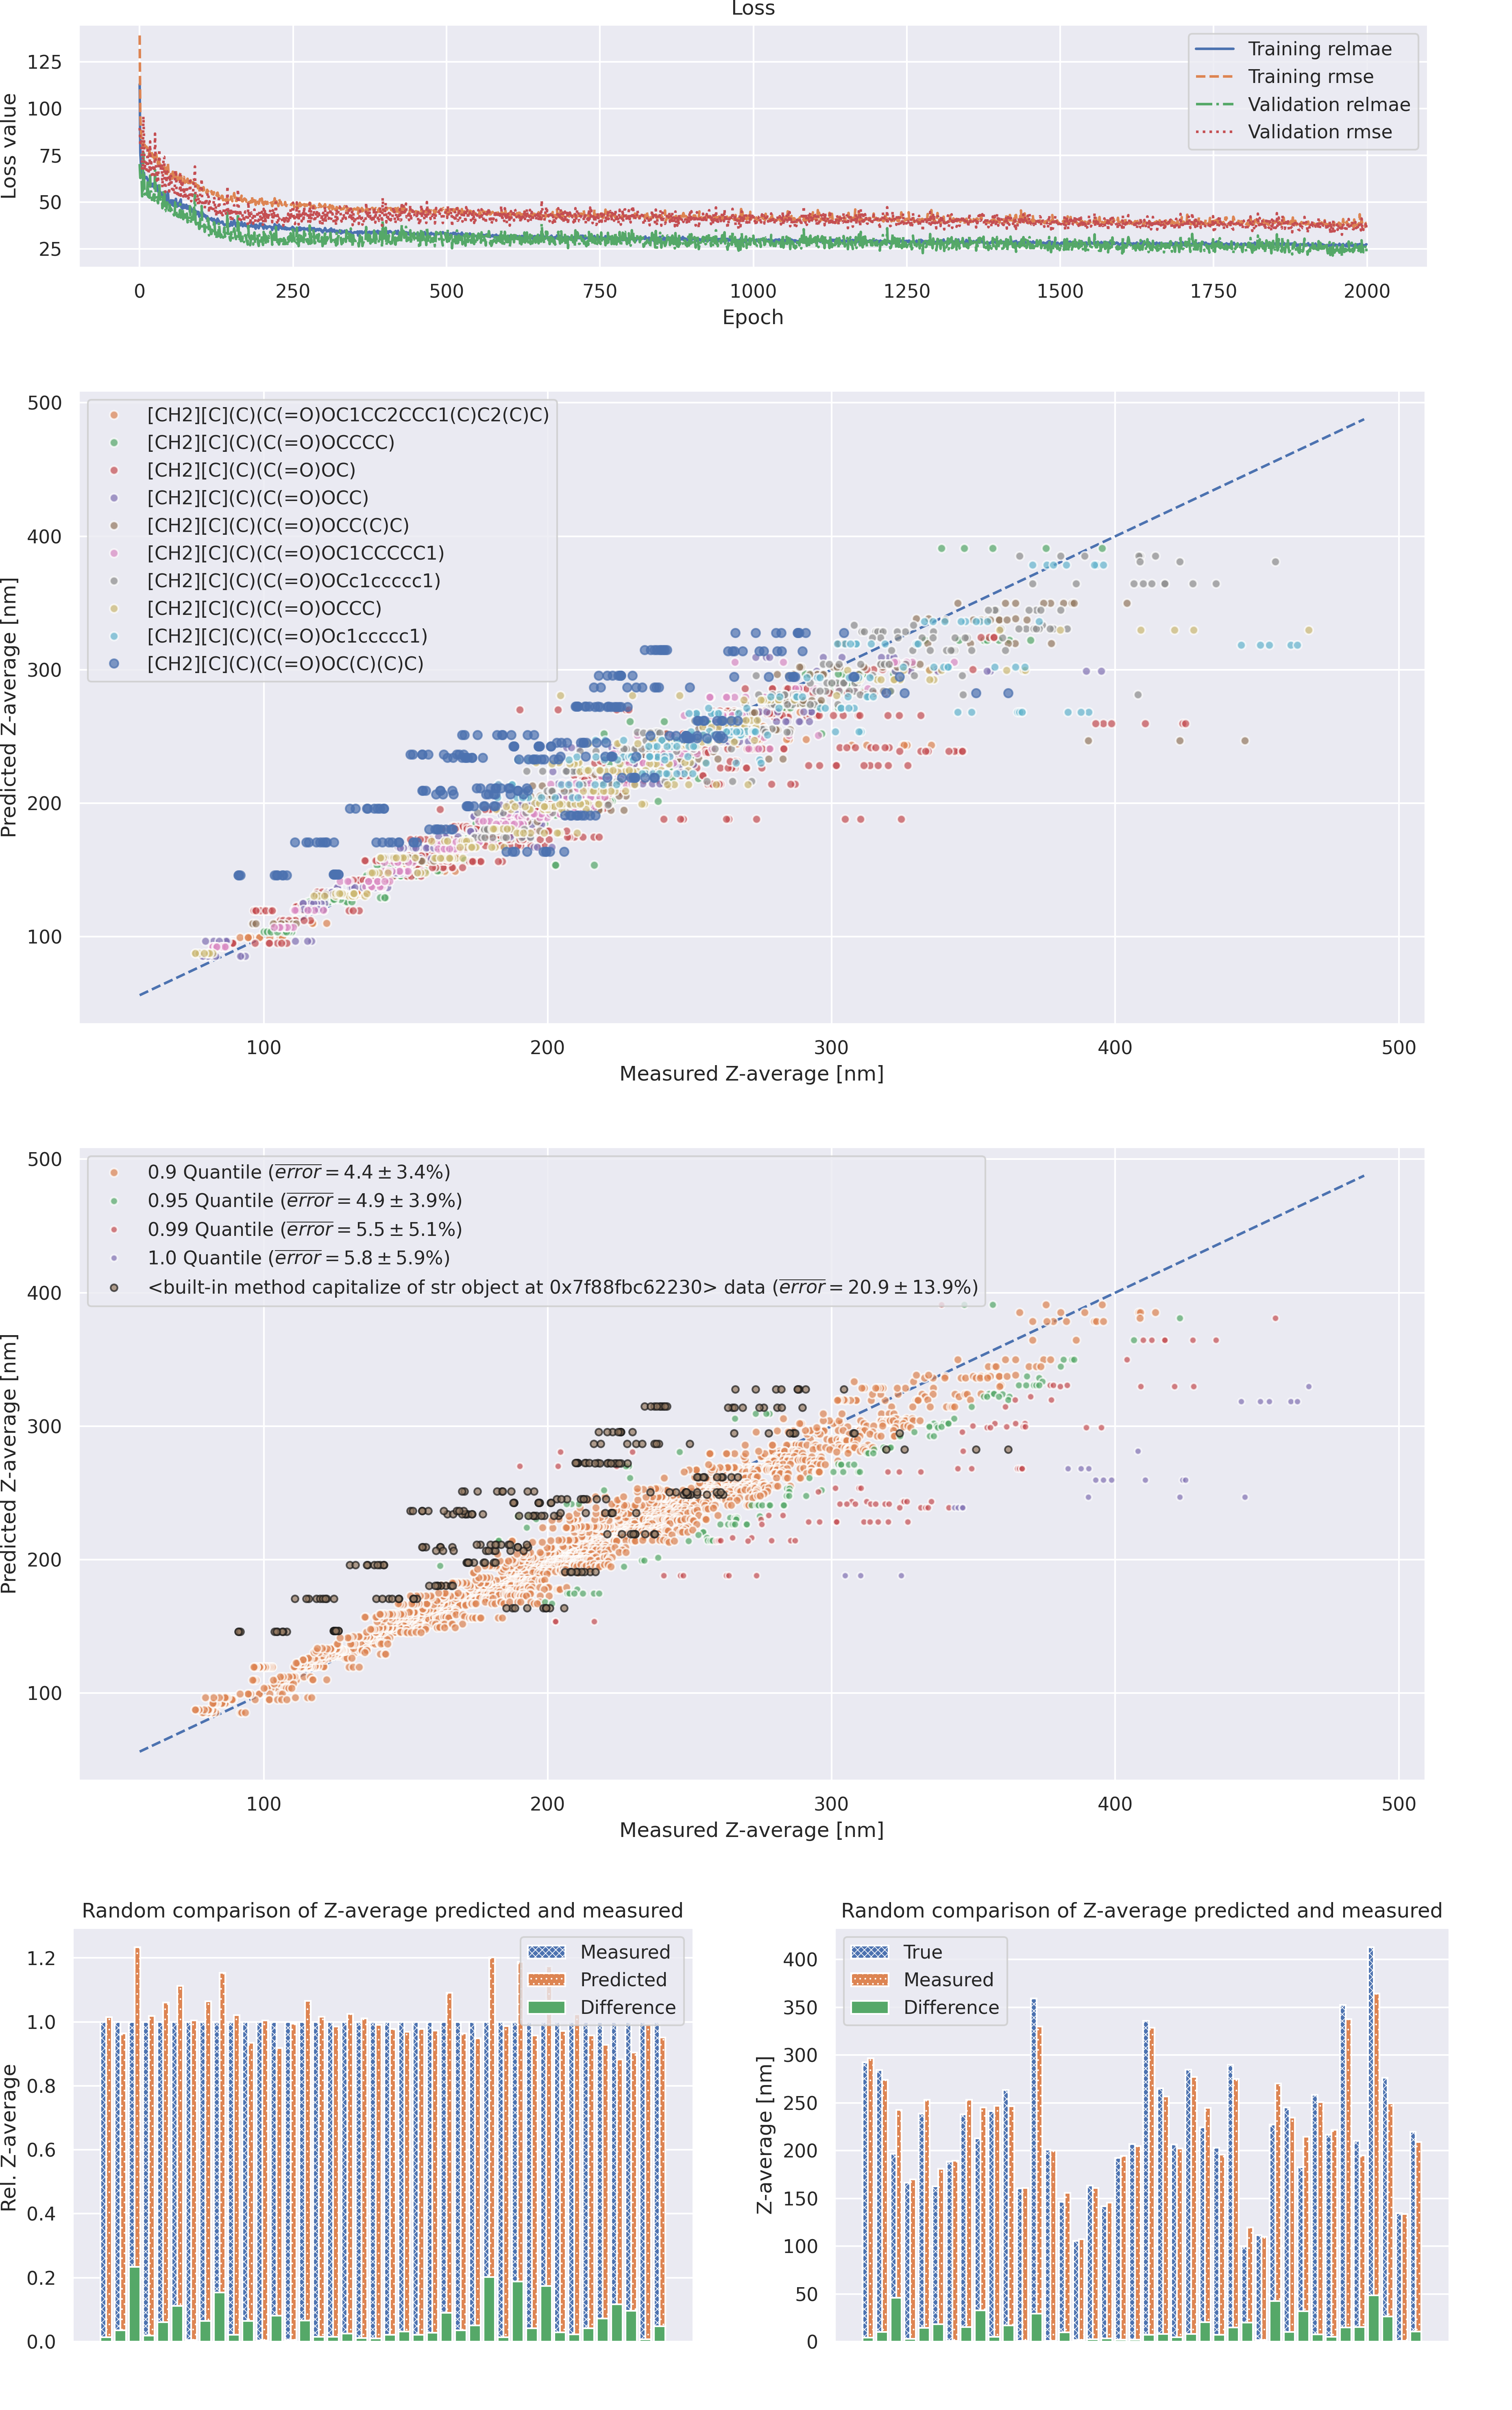 Loss
Loss value
125
100
75
50
25
Training relmae
Training rmse
Validation relmae
Validation rmse
0 250 500 750 1000 1250 1500 1750 2000
Epoch
Predicted Z-average [nm]
500
400
300
200
100
[CH2][C](C)(C(=O)OC1CC2CCC1(C)C2(C)C)
[CH2][C](C)(C(=O)OCCCC)
[CH2][C](C)(C(=O)OC)
[CH2][C](C)(C(=O)OCC)
[CH2][C](C)(C(=O)OCC(C)C)
[CH2][C](C)(C(=O)OC1CCCCC1)
[CH2][C](C)(C(=O)OCc1ccccc1)
[CH2][C](C)(C(=O)OCCC)
[CH2][C](C)(C(=O)Oc1ccccc1)
[CH2][C](C)(C(=O)OC(C)(C)C)
100 200 300 400 500
Measured Z-average [nm]
Predicted Z-average [nm]
500
400
300
200
100
0.9 Quantile (error = 4.4 ± 3.4%)
0.95 Quantile (error = 4.9 ± 3.9%)
0.99 Quantile (error = 5.5 ± 5.1%)
1.0 Quantile (error = 5.8 ± 5.9%)
<built-in method capitalize of str object at 0x7f88fbc62230> data (error = 20.9 ± 13.9%)
100 200 300 400 500
Measured Z-average [nm]
Random comparison of Z-average predicted and measured
Rel. Z-average
1.2
1.0
0.8
0.6
0.4
0.2
0.0
Measured
Predicted
Difference
Random comparison of Z-average predicted and measured
Z-average [nm]
400
350
300
250
200
150
100
50
0
True
Measured
Difference